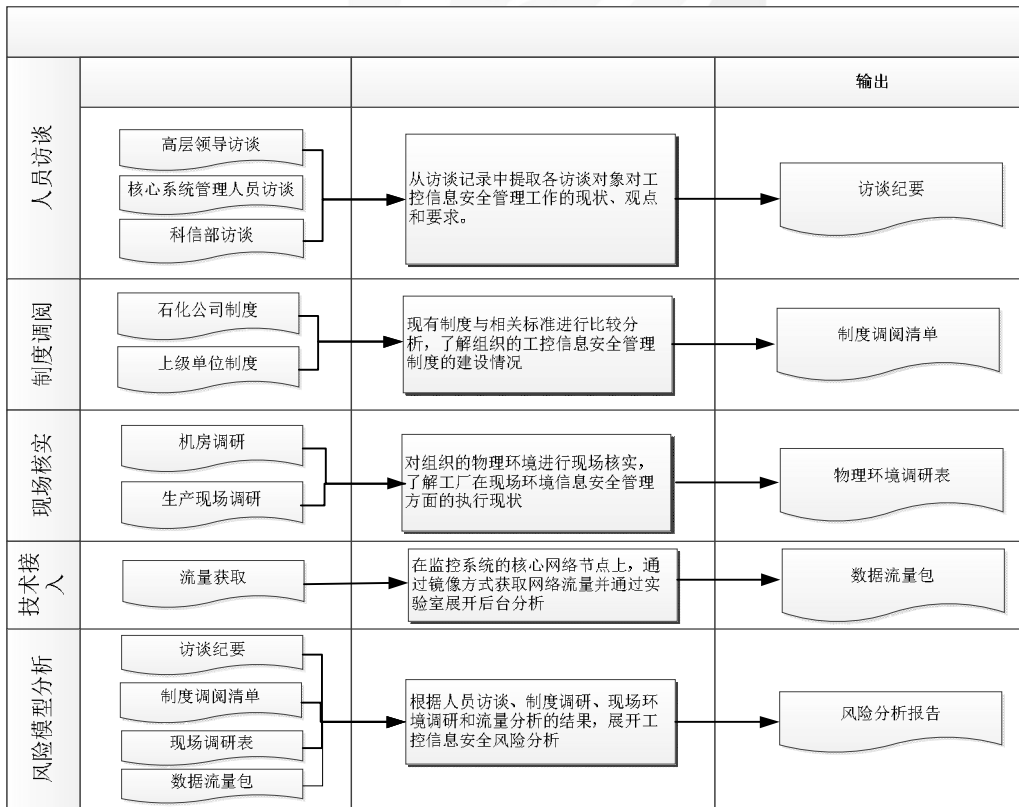 输出
人员访谈
高层领导访谈
核心系统管理人员访谈
科信部访谈
从访谈记录中提取各访谈对象对工
控信息安全管理工作的现状、观点
和要求。
访谈纪要
制度调阅
石化公司制度
上级单位制度
现有制度与相关标准进行比较分
析，了解组织的工控信息安全管理
制度的建设情况
制度调阅清单
现场核实
机房调研
生产现场调研
对组织的物理环境进行现场核实，
了解工厂在现场环境信息安全管理
方面的执行现状
物理环境调研表
技术接
入
流量获取
在监控系统的核心网络节点上，通
过镜像方式获取网络流量并通过实
验室展开后台分析
数据流量包
风险模型分析
访谈纪要
制度调阅清单
现场调研表
数据流量包
根据人员访谈、制度调研、现场环
境调研和流量分析的结果，展开工
控信息安全风险分析
风险分析报告